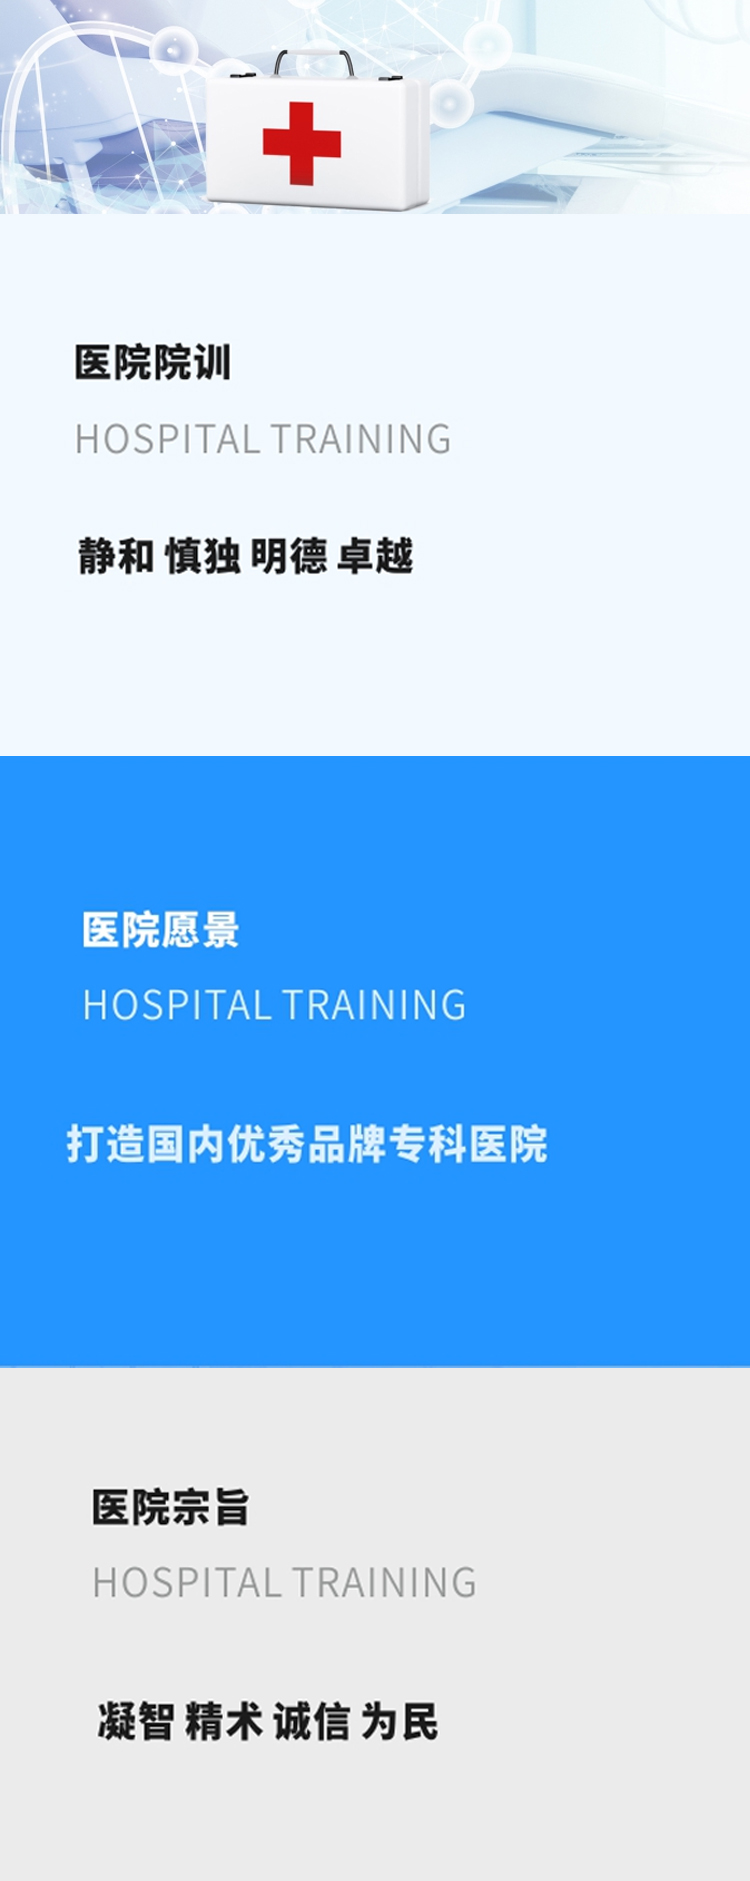 医院院训
HOSPITAL TRAINING
静和 慎独 明德 卓越
医院愿景
HOSPITAL TRAINING
打造国内优秀品牌专科医院
医院宗旨
HOSPITAL TRAINING
凝智 精术 诚信 为民